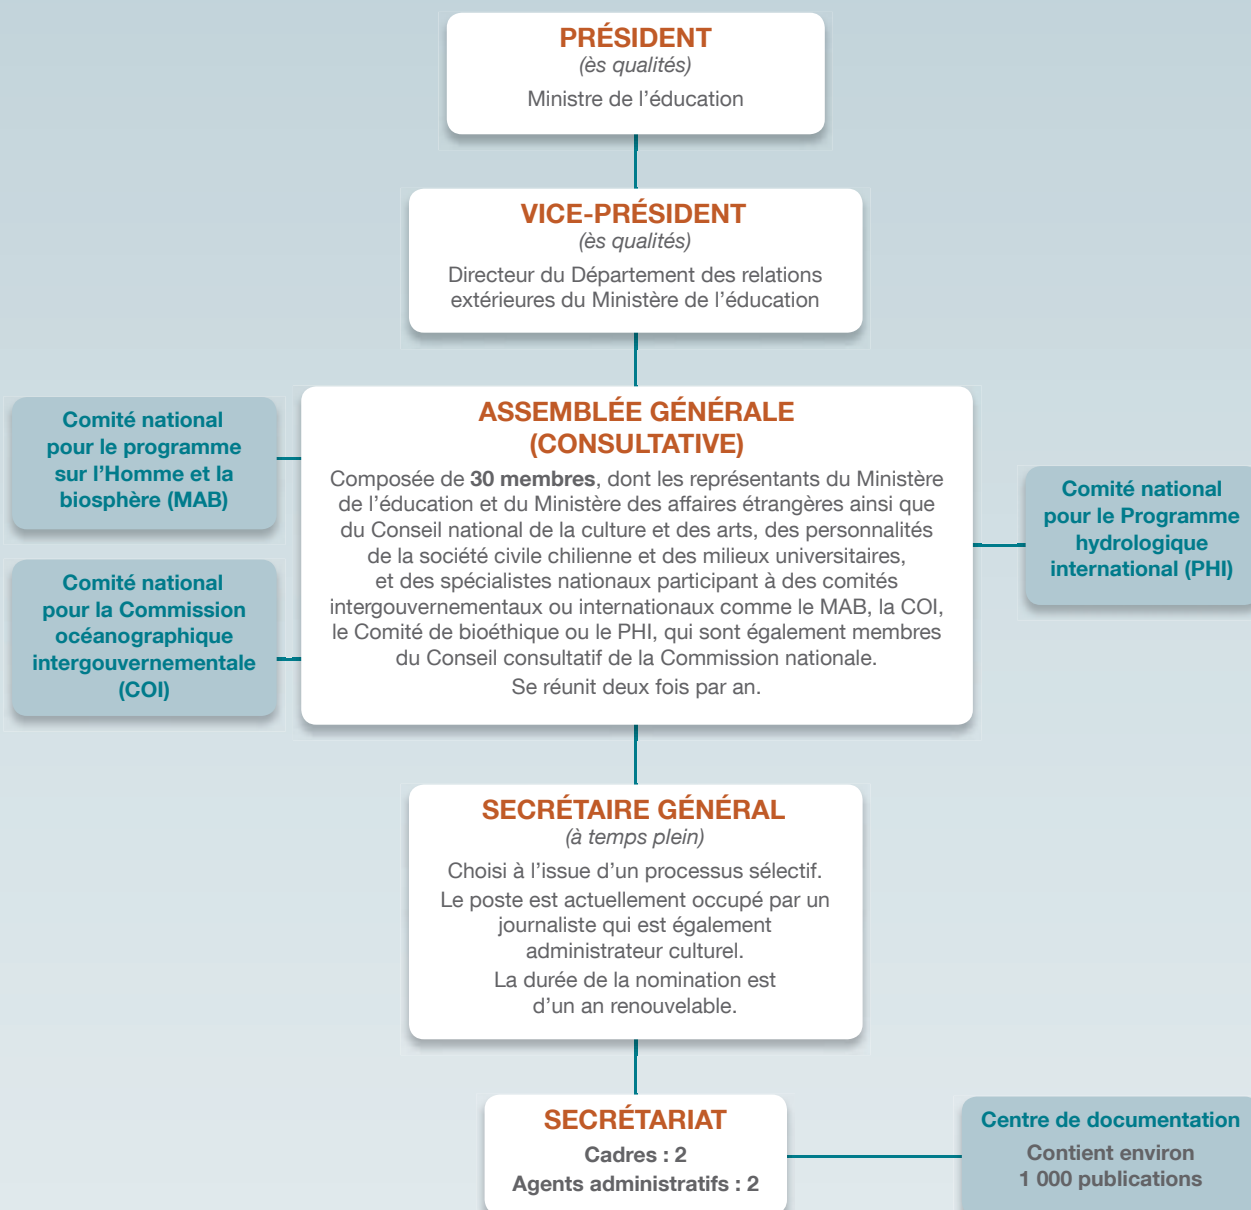 PRÉSIDENT
(ès qualités)
Ministre de l’éducation
VICE-PRÉSIDENT
(ès qualités)
Directeur du Département des relations
extérieures du Ministère de l’éducation
Comité national
pour le programme
sur l’Homme et la
biosphère (MAB)
Comité national
pour la Commission
océanographique
intergouvernementale
(COI)
ASSEMBLÉE GÉNÉRALE
(CONSULTATIVE)
Composée de 30 membres, dont les représentants du Ministère
de l’éducation et du Ministère des affaires étrangères ainsi que
du Conseil national de la culture et des arts, des personnalités
de la société civile chilienne et des milieux universitaires,
et des spécialistes nationaux participant à des comités
intergouvernementaux ou internationaux comme le MAB, la COI,
le Comité de bioéthique ou le PHI, qui sont également membres
du Conseil consultatif de la Commission nationale.
Se réunit deux fois par an.
Comité national
pour le Programme
hydrologique
international (PHI)
SECRÉTAIRE GÉNÉRAL
(à temps plein)
Choisi à l’issue d’un processus sélectif.
Le poste est actuellement occupé par un
journaliste qui est également
administrateur culturel.
La durée de la nomination est
d’un an renouvelable.
SECRÉTARIAT
Cadres : 2
Agents administratifs : 2
Centre de documentation
Contient environ
1 000 publications